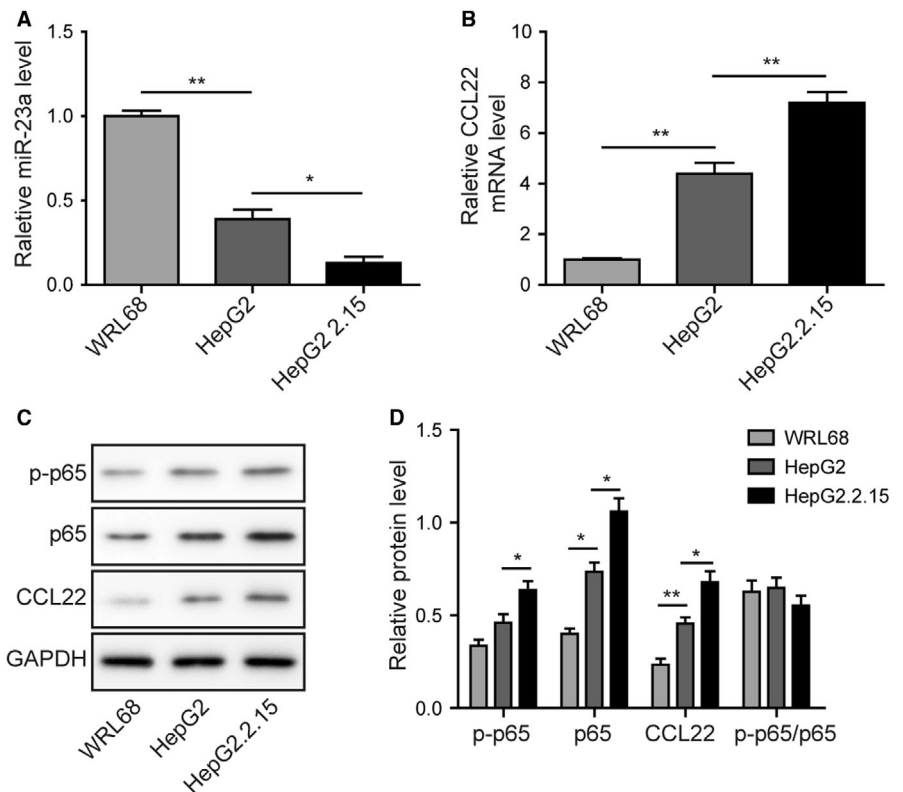 A
Raletive miR-23a level
1.5
1.0
0.5
0.0
**
*
WRL68
HepG2
HepG2 2.15
B
Raletive CCL22
mRNA level
10
8
6
4
2
0
**
**
WRL68
HepG2
HepG2.2.15
C
p-p65
p65
CCL22
GAPDH
WRL68
HepG2
HepG2.2.15
D
Relative protein level
1.5
1.0
0.5
0.0
WRL68
HepG2
HepG2.2.15
*
*
*
**
*
p-p65
p65
CCL22
p-p65/p65